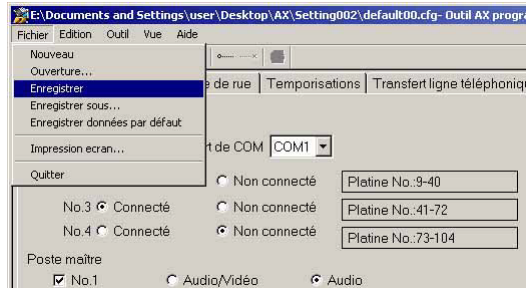 E:\Documents and Settings\user\Desktop\AX\Setting002\default00.cfg- Outil AX progra
Fichier Edition Outil Vue Aide
Nouveau
Ouverture...
Enregistrer
Enregistrer sous...
Enregistrer données par défaut
Impression ecran...
Quitter
de rue Temporisations Transfert ligne téléphoniq
de COM COM1
Non connecté Platine No.:9-40
No.3 Connecté Non connecté Platine No.:41-72
No.4 Connecté Non connecté Platine No.:73-104
Poste maître
No.1 Audio/Vidéo Audio